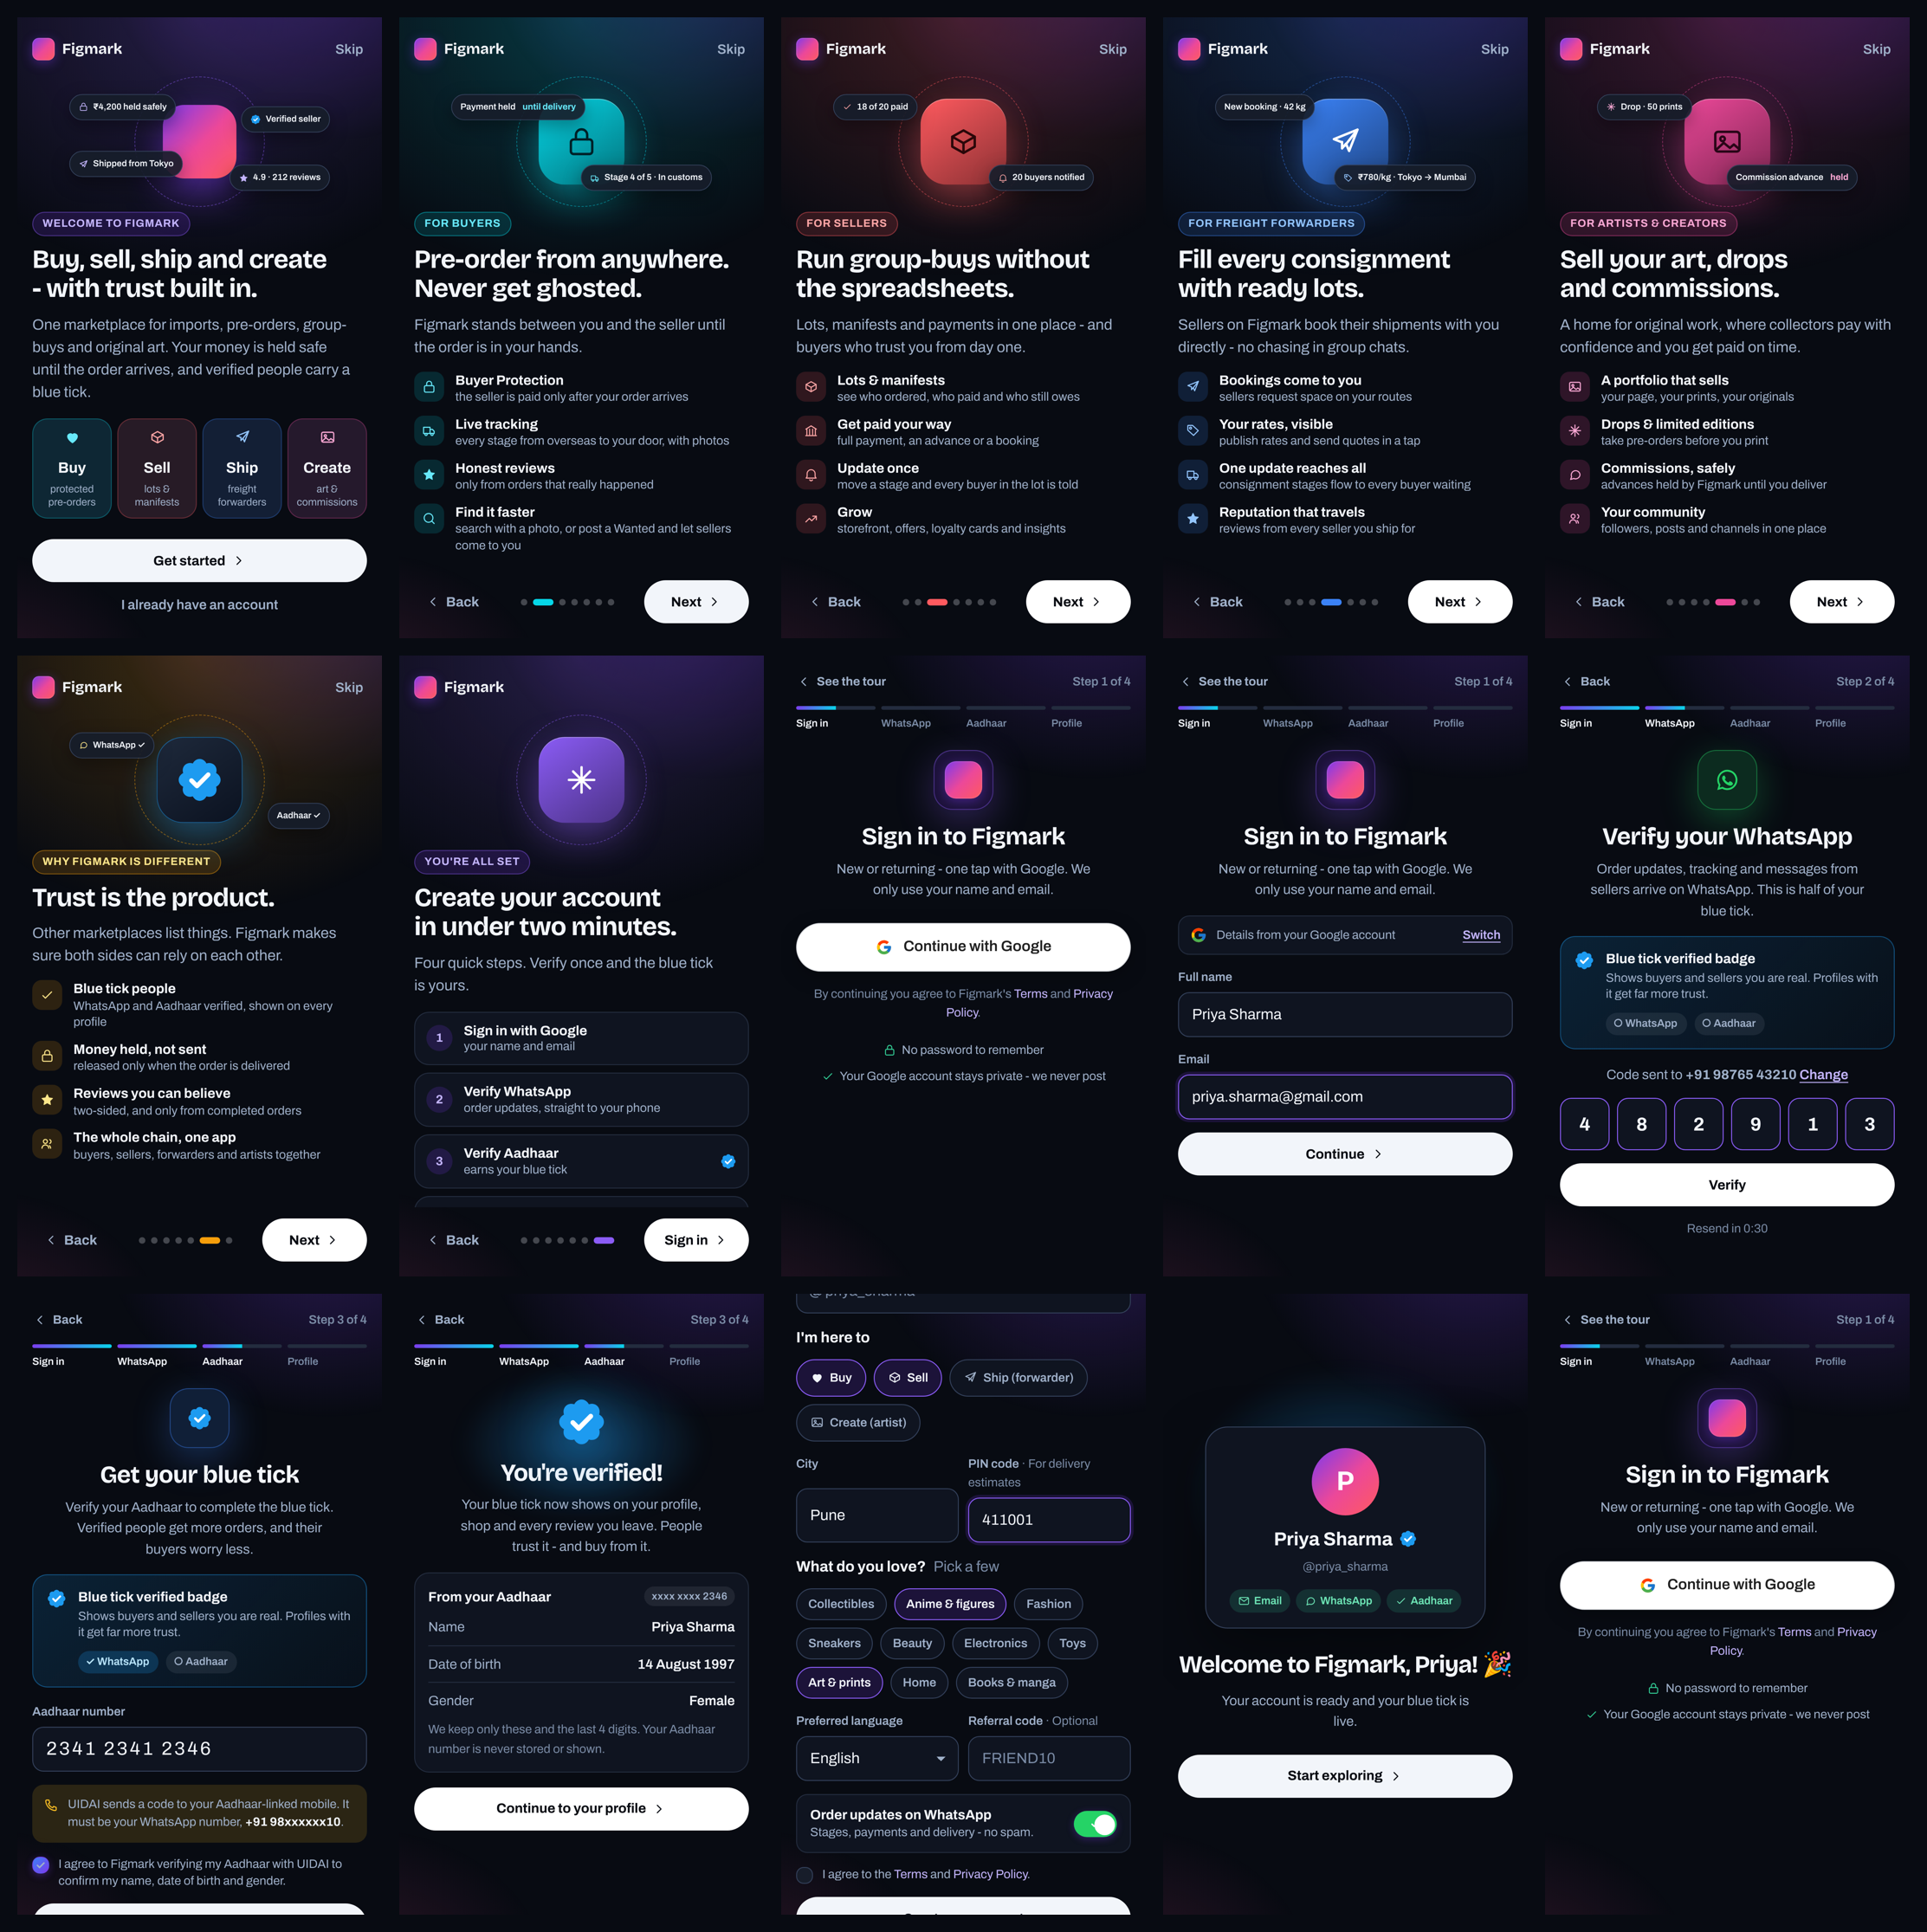 Figmark
Skip
₹4,200 held safely
Verified seller
Shipped from Tokyo
4.9 · 212 reviews
WELCOME TO FIGMARK
Buy, sell, ship and create
- with trust built in.
One marketplace for imports, pre-orders, group-
buys and original art. Your money is held safe
until the order arrives, and verified people carry a
blue tick.
Buy
protected
pre-orders
Sell
lots &
manifests
Ship
freight
forwarders
Create
art &
commissions
Get started
I already have an account
Figmark
Skip
Payment held until delivery
Stage 4 of 5 · In customs
FOR BUYERS
Pre-order from anywhere.
Never get ghosted.
Figmark stands between you and the seller until
the order is in your hands.
Buyer Protection
the seller is paid only after your order arrives
Live tracking
every stage from overseas to your door, with photos
Honest reviews
only from orders that really happened
Find it faster
search with a photo, or post a Wanted and let sellers
come to you
Back
Next
Figmark
Skip
18 of 20 paid
20 buyers notified
FOR SELLERS
Run group-buys without
the spreadsheets.
Lots, manifests and payments in one place - and
buyers who trust you from day one.
Lots & manifests
see who ordered, who paid and who still owes
Get paid your way
full payment, an advance or a booking
Update once
move a stage and every buyer in the lot is told
Grow
storefront, offers, loyalty cards and insights
Back
Next
Figmark
Skip
New booking · 42 kg
₹780/kg · Tokyo → Mumbai
FOR FREIGHT FORWARDERS
Fill every consignment
with ready lots.
Sellers on Figmark book their shipments with you
directly - no chasing in group chats.
Bookings come to you
sellers request space on your routes
Your rates, visible
publish rates and send quotes in a tap
One update reaches all
consignment stages flow to every buyer waiting
Reputation that travels
reviews from every seller you ship for
Back
Next
Figmark
Skip
Drop · 50 prints
Commission advance held
FOR ARTISTS & CREATORS
Sell your art, drops
and commissions.
A home for original work, where collectors pay with
confidence and you get paid on time.
A portfolio that sells
your page, your prints, your originals
Drops & limited editions
take pre-orders before you print
Commissions, safely
advances held by Figmark until you deliver
Your community
followers, posts and channels in one place
Back
Next
Figmark
Skip
WhatsApp ✓
Aadhaar ✓
WHY FIGMARK IS DIFFERENT
Trust is the product.
Other marketplaces list things. Figmark makes
sure both sides can rely on each other.
Blue tick people
WhatsApp and Aadhaar verified, shown on every
profile
Money held, not sent
released only when the order is delivered
Reviews you can believe
two-sided, and only from completed orders
The whole chain, one app
buyers, sellers, forwarders and artists together
Back
Next
Figmark
YOU'RE ALL SET
Create your account
in under two minutes.
Four quick steps. Verify once and the blue tick
is yours.
1
Sign in with Google
your name and email
2
Verify WhatsApp
order updates, straight to your phone
3
Verify Aadhaar
earns your blue tick
Back
Sign in
See the tour
Step 1 of 4
Sign in
WhatsApp
Aadhaar
Profile
Sign in to Figmark
New or returning - one tap with Google. We
only use your name and email.
Continue with Google
By continuing you agree to Figmark's Terms and Privacy
Policy.
No password to remember
Your Google account stays private - we never post
See the tour
Step 1 of 4
Sign in
WhatsApp
Aadhaar
Profile
Sign in to Figmark
New or returning - one tap with Google. We
only use your name and email.
Details from your Google account
Switch
Full name
Priya Sharma
Email
priya.sharma@gmail.com
Continue
Back
Step 2 of 4
Sign in
WhatsApp
Aadhaar
Profile
Verify your WhatsApp
Order updates, tracking and messages from
sellers arrive on WhatsApp. This is half of your
blue tick.
Blue tick verified badge
Shows buyers and sellers you are real. Profiles with
it get far more trust.
WhatsApp
Aadhaar
Code sent to +91 98765 43210 Change
4 8 2 9 1 3
Verify
Resend in 0:30
Back
Step 3 of 4
Sign in
WhatsApp
Aadhaar
Profile
Get your blue tick
Verify your Aadhaar to complete the blue tick.
Verified people get more orders, and their
buyers worry less.
Blue tick verified badge
Shows buyers and sellers you are real. Profiles with
it get far more trust.
✓ WhatsApp
Aadhaar
Aadhaar number
2341 2341 2346
UIDAI sends a code to your Aadhaar-linked mobile. It
must be your WhatsApp number, +91 98xxxxxx10.
I agree to Figmark verifying my Aadhaar with UIDAI to
confirm my name, date of birth and gender.
Back
Step 3 of 4
Sign in
WhatsApp
Aadhaar
Profile
You're verified!
Your blue tick now shows on your profile,
shop and every review you leave. People
trust it - and buy from it.
From your Aadhaar
xxxx xxxx 2346
Name
Priya Sharma
Date of birth
14 August 1997
Gender
Female
We keep only these and the last 4 digits. Your Aadhaar
number is never stored or shown.
Continue to your profile
I'm here to
Buy
Sell
Ship (forwarder)
Create (artist)
City
PIN code · For delivery
estimates
Pune
411001
What do you love? Pick a few
Collectibles
Anime & figures
Fashion
Sneakers
Beauty
Electronics
Toys
Art & prints
Home
Books & manga
Preferred language
Referral code · Optional
English
FRIEND10
Order updates on WhatsApp
Stages, payments and delivery - no spam.
I agree to the Terms and Privacy Policy.
P
Priya Sharma
@priya_sharma
Email
WhatsApp
Aadhaar
Welcome to Figmark, Priya! 🎉
Your account is ready and your blue tick is
live.
Start exploring
See the tour
Step 1 of 4
Sign in
WhatsApp
Aadhaar
Profile
Sign in to Figmark
New or returning - one tap with Google. We
only use your name and email.
Continue with Google
By continuing you agree to Figmark's Terms and Privacy
Policy.
No password to remember
Your Google account stays private - we never post